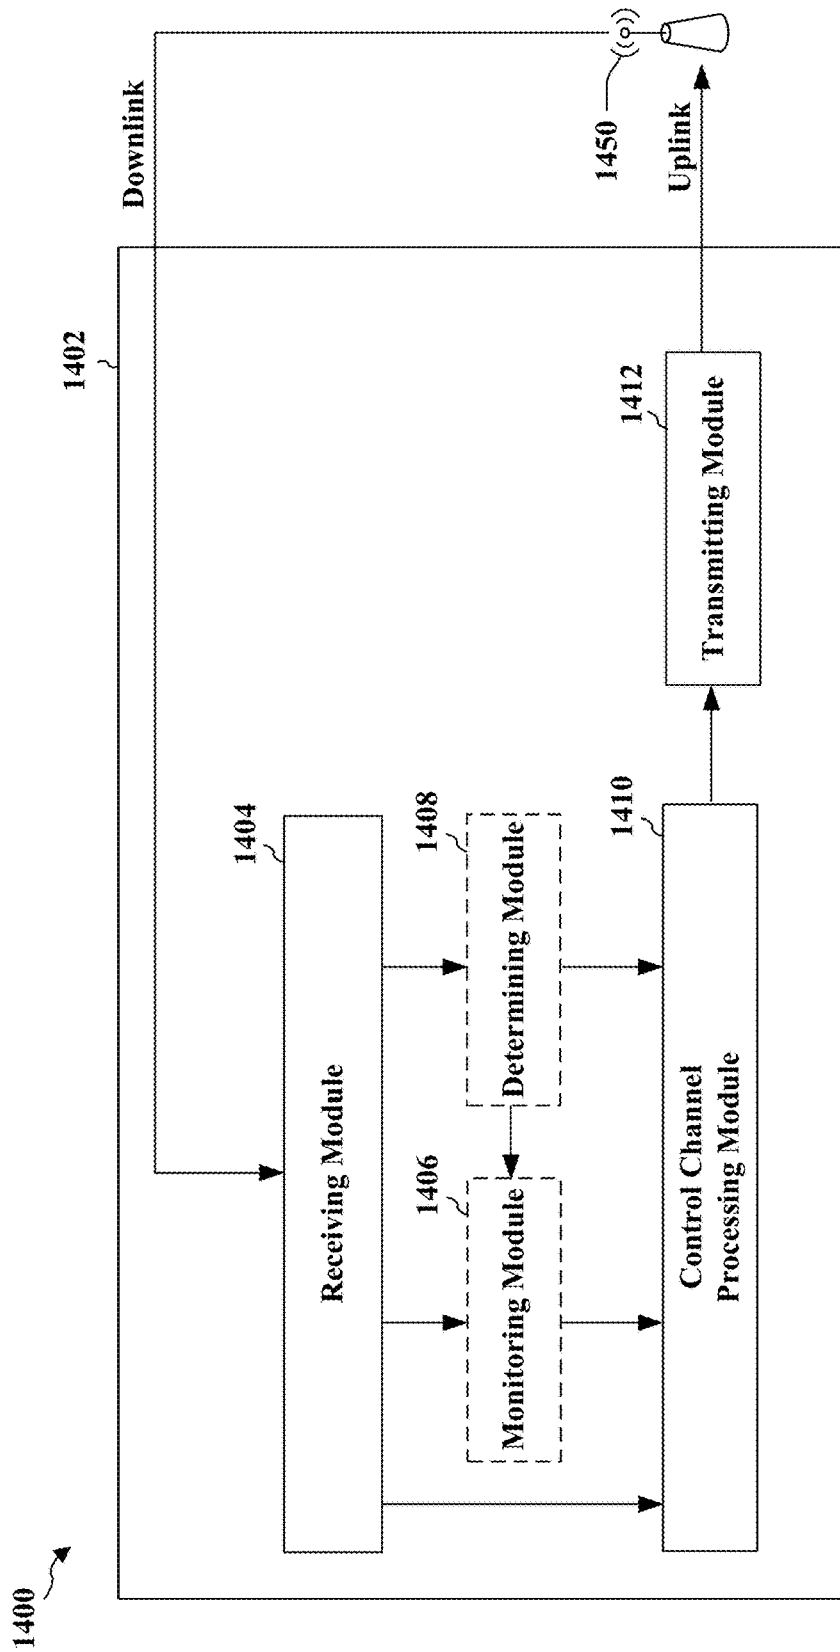 1400
1402
Downlink
1404
Receiving Module
1406
Monitoring Module
1408
Determining Module
1410
Control Channel
Processing Module
1412
Transmitting Module
Uplink
1450